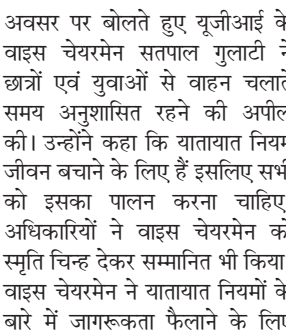 अवसर पर बोलते हुए यूजीआई के
वाइस चेयरमेन सतपाल गुलाटी ने
छात्रों एवं युवाओं से वाहन चलाते
समय अनुशासित रहने की अपील
की। उन्होंने कहा कि यातायात नियम
जीवन बचाने के लिए हैं इसलिए सभी
को इसका पालन करना चाहिए
अधिकारियों ने वाइस चेयरमेन को
स्मृति चिन्ह देकर सम्मानित भी किया
वाइस चेयरमेन ने यातायात नियमों के
बारे में जागरूकता फैलाने के लिए